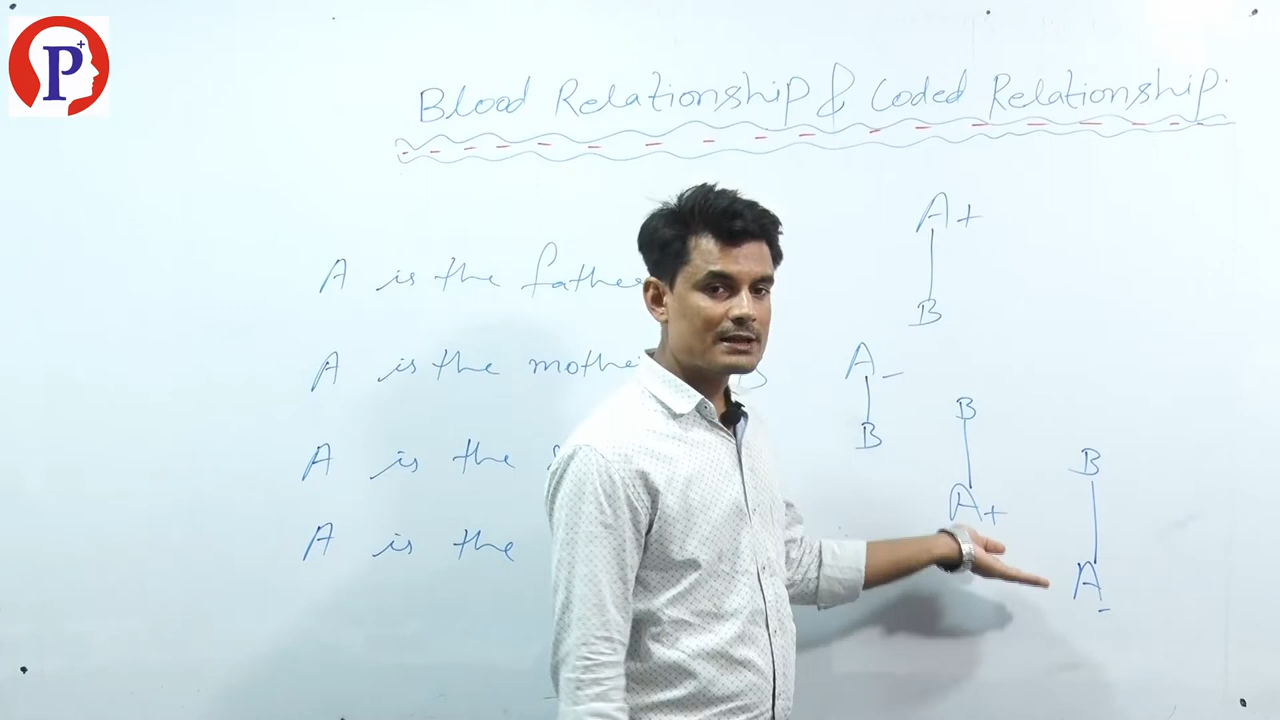 P+
Blood Relationship & Coded Relationship.
A is the father
A+
B
A is the mothe
A-
B
B
A+
A is the
B
A-
A is the